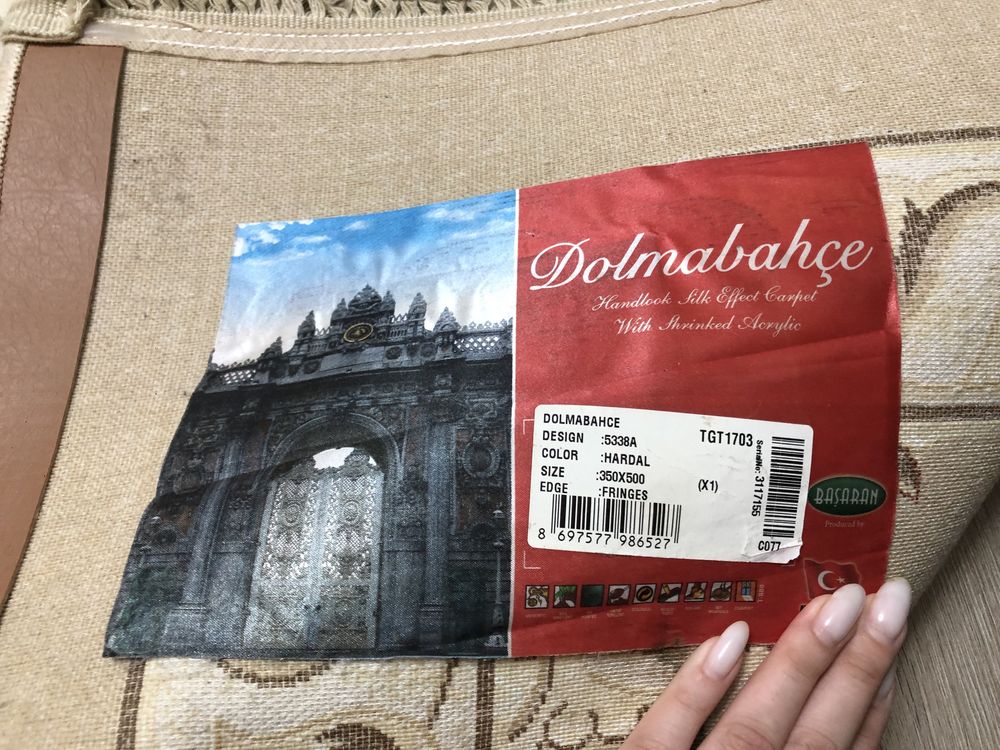 Dolmabahçe
Handlook Silk Effect Carpet
With Shrinked Acrylic
DOLMABAHCE
TGT1703
DESIGN :5338A
COLOR :HARDAL
SIZE :350X500 (X1)
EDGE :FRINGES
8 697577 986527
SerialNo: 3117155
C077
BAŞARAN
Produced by